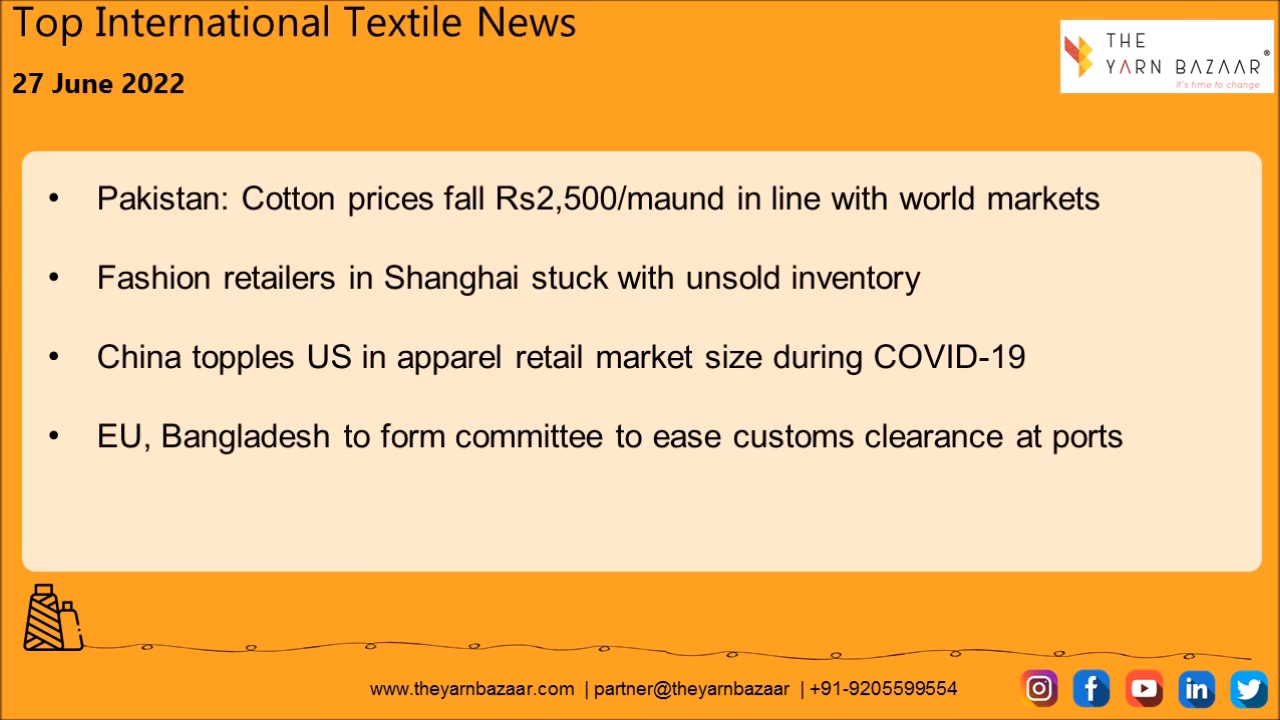 Top International Textile News
27 June 2022
THE
YARN BAZAAR®
it's time to change
• Pakistan: Cotton prices fall Rs2,500/maund in line with world markets
• Fashion retailers in Shanghai stuck with unsold inventory
• China topples US in apparel retail market size during COVID-19
• EU, Bangladesh to form committee to ease customs clearance at ports
www.theyarnbazaar.com | partner@theyarnbazaar | +91-9205599554